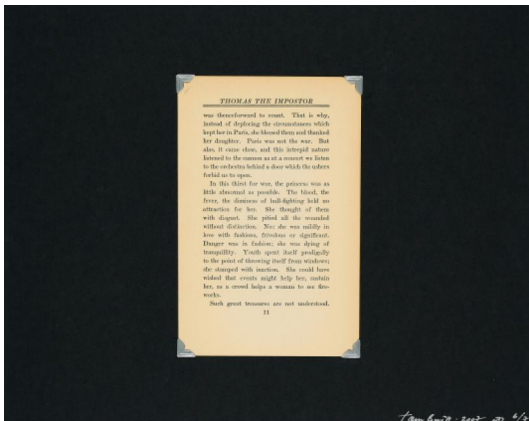 THOMAS THE IMPOSTOR
was thenceforward to count. That is why,
instead of deploring the circumstances which
kept her in Paris, she blessed them and thanked
her daughter. Paris was not the war. But
alas, it came close, and this intrepid nature
listened to the cannon as at a concert we listen
to the orchestra behind a door which the ushers
forbid us to open.
In this thirst for war, the princess was as
little abnormal as possible. The blood, the
fever, the dizziness of bull-fighting held no
attraction for her. She thought of them
with disgust. She pitied all the wounded
without distinction. No: she was wildly in
love with fashions, frivolous or significant.
Danger was in fashion; she was dying of
tranquillity. Youth spent itself prodigally
to the point of throwing itself from windows;
she stamped with inaction. She could have
wished that events might help her, certain
her, as a crowd helps a woman to see fire-
works.
Such great treasures are not understood.
11
2007